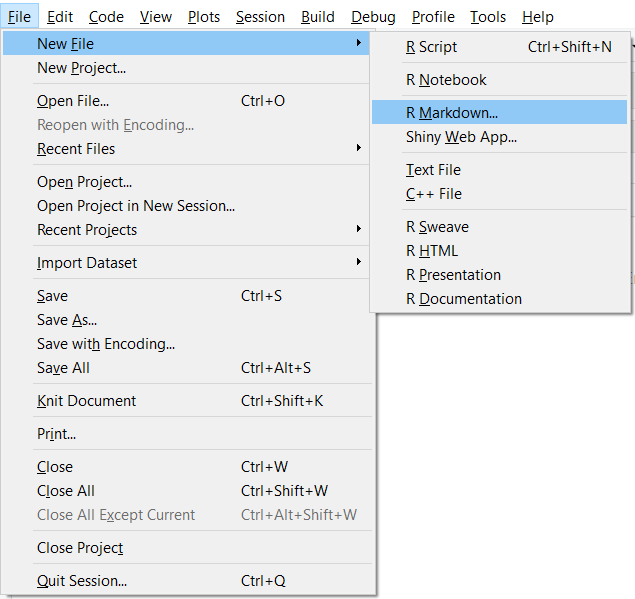 File Edit Code View Plots Session Build Debug Profile Tools Help
New File
New Project...
Open File... Ctrl+O
Reopen with Encoding...
Recent Files
Open Project...
Open Project in New Session...
Recent Projects
Import Dataset
Save Ctrl+S
Save As...
Save with Encoding...
Save All Ctrl+Alt+S
Knit Document Ctrl+Shift+K
Print...
Close Ctrl+W
Close All Ctrl+Shift+W
Close All Except Current Ctrl+Alt+Shift+W
Close Project
Quit Session... Ctrl+Q
R Script Ctrl+Shift+N
R Notebook
R Markdown...
Shiny Web App...
Text File
C++ File
R Sweave
R HTML
R Presentation
R Documentation